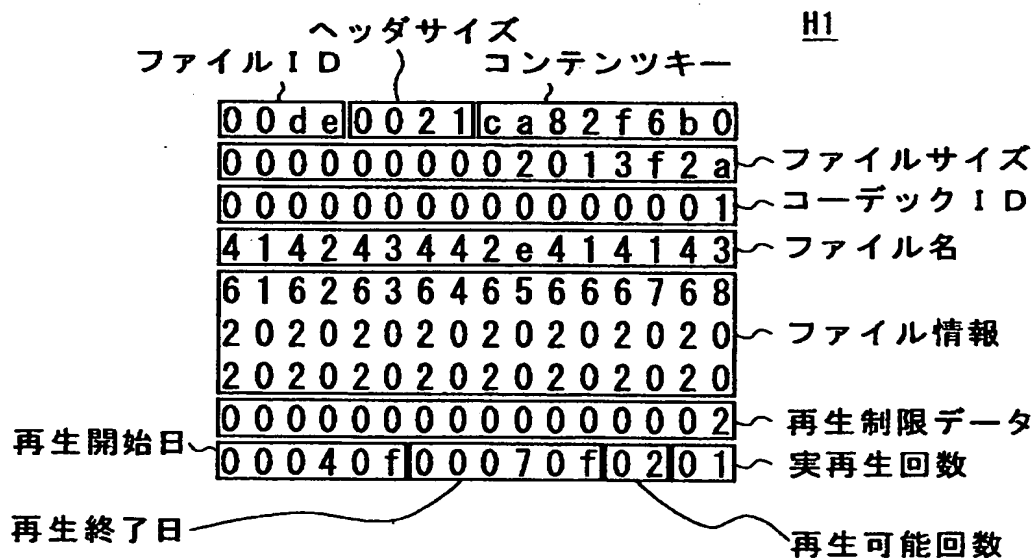 H1
ヘッダサイズ
ファイルID コンテンツキー
00de 0021 ca82f6b0
0000000002013f2a ファイルサイズ
0000000000000001 コーデックID
414243442e414143 ファイル名
6162636465666768
2020202020202020 ファイル情報
2020202020202020
0000000000000002 再生制限データ
再生開始日 00040f 00070f 02 01 実再生回数
再生終了日 再生可能回数